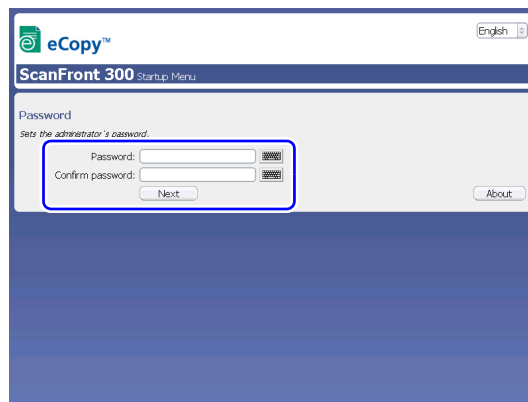 English
eCopy™
ScanFront 300 Startup Menu
Password
Sets the administrator`s password.
Password:
Confirm password:
Next
About